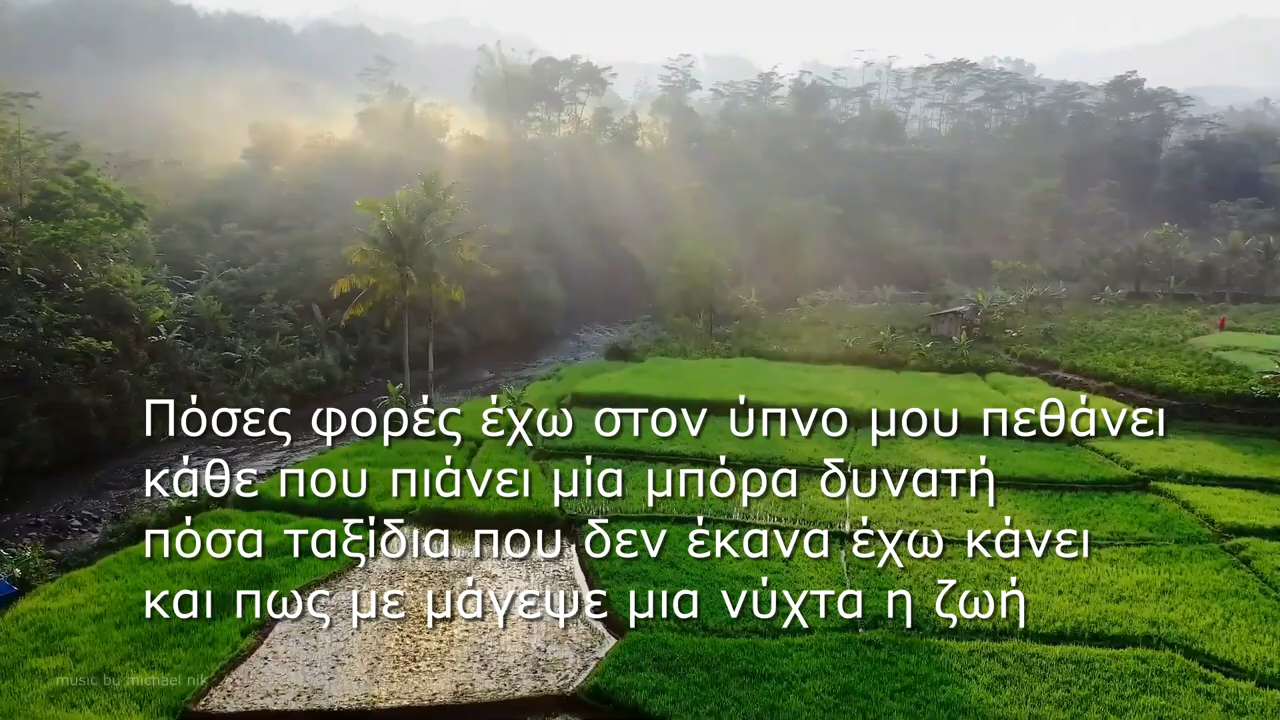 Πόσες φορές έχω στον ύπνο μου πεθάνει
κάθε που πιάνει μία μπόρα δυνατή
πόσα ταξίδια που δεν έκανα έχω κάνει
και πως με μάγεψε μια νύχτα η ζωή
music by michael nik